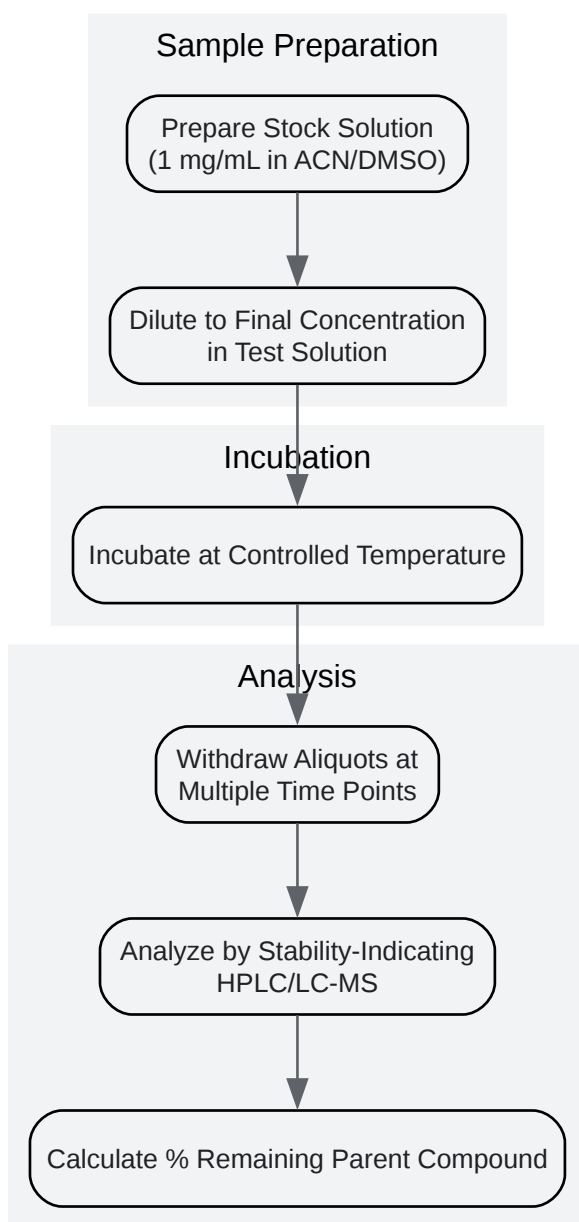 Sample Preparation
Prepare Stock Solution
(1 mg/mL in ACN/DMSO)
Dilute to Final Concentration
in Test Solution
Incubation
Incubate at Controlled Temperature
Analysis
Withdraw Aliquots at
Multiple Time Points
Analyze by Stability-Indicating
HPLC/LC-MS
Calculate % Remaining Parent Compound